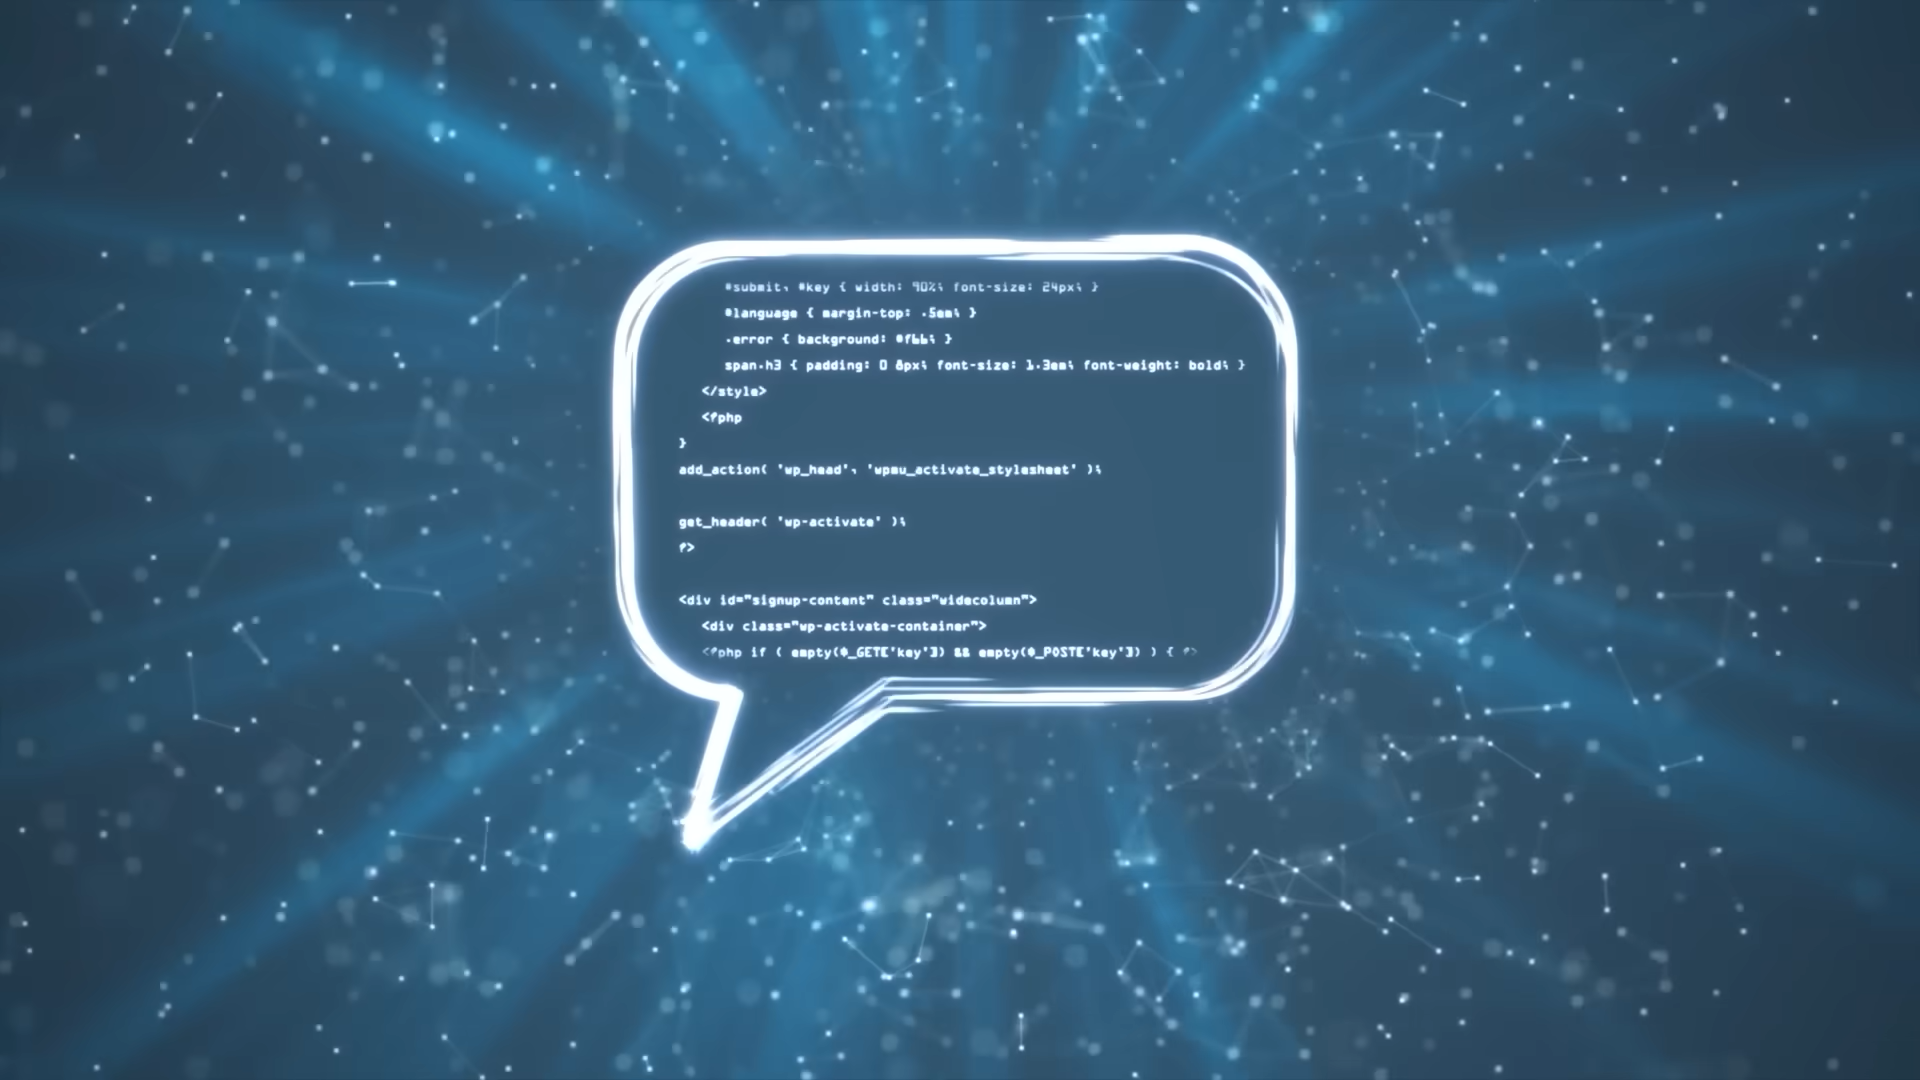 #submit, #key { width: 90%; font-size: 24px; }
#language { margin-top: .5em; }
.error { background: #f66; }
span.h3 { padding: 0 8px; font-size: 1.3em; font-weight: bold; }
</style>
<?php
}
add_action( 'wp_head', 'wpmu_activate_stylesheet' );
get_header( 'wp-activate' );
?>
<div id="signup-content" class="widecolumn">
<div class="wp-activate-container">
<?php if ( empty($_GET['key']) && empty($_POST['key']) ) { ?>